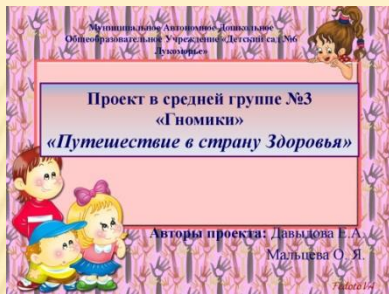 Муниципальное Автономное Дошкольное
Общеобразовательное Учреждение «Детский сад №6
Лукоморье»
Проект в средней группе №3
«Гномики»
«Путешествие в страну Здоровья»
Авторы проекта: Давыдова Е.А.
Мальцева О. Я.